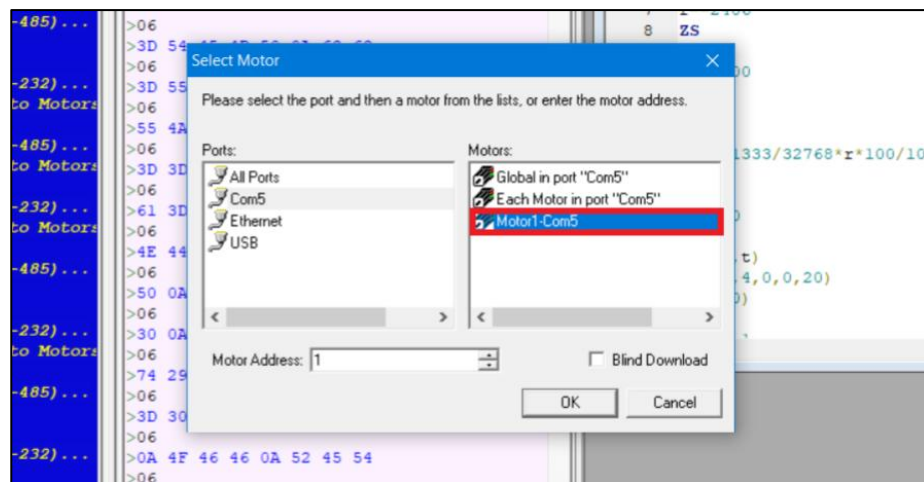 -485)...
-232)...
to Motors
-485)...
to Motors
-232)...
to Motors
-485)...
-232)...
to Motors
-485)...
-232)...
>06
>3D 54
>06
>3D 55
>06
>55 4A
>06
>3D 3D
>06
>61 3D
>06
>4E 44
>06
>50 0A
>06
>30 0A
>06
>74 29
>06
>3D 30
>06
>0A 4F 46 46 0A 52 45 54
>06
Select Motor
Please select the port and then a motor from the lists, or enter the motor address.
Ports:
All Ports
Com5
Ethernet
USB
Motors:
Global in port "Com5"
Each Motor in port "Com5"
Motor1-Com5
Motor Address: 1
Blind Download
OK
Cancel
8 ZS
00
1333/32768*r*100/10
t)
4,0,0,20)
)